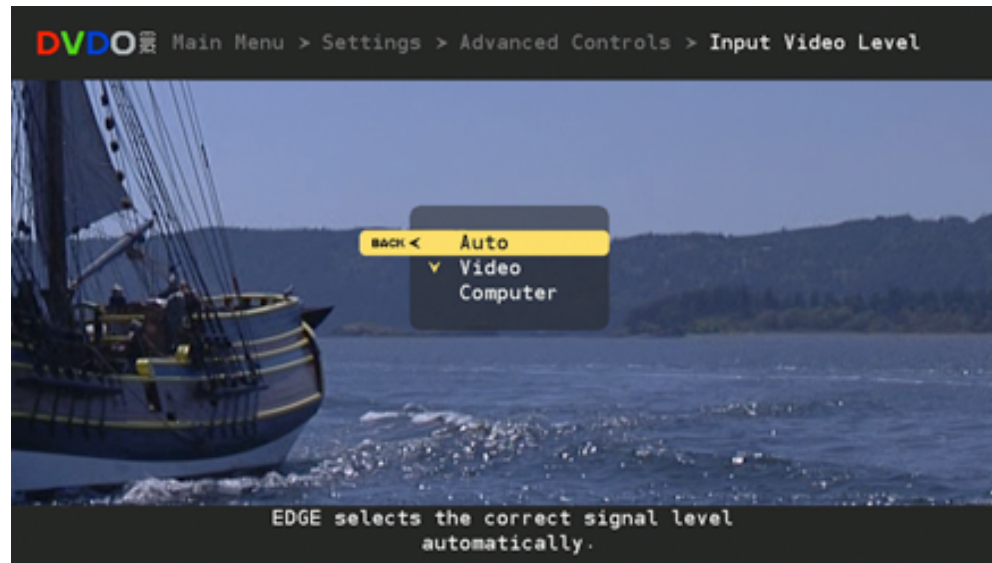 DVDO Main Menu > Settings > Advanced Controls > Input Video Level
BACK < Auto
Video
Computer
EDGE selects the correct signal level
automatically.